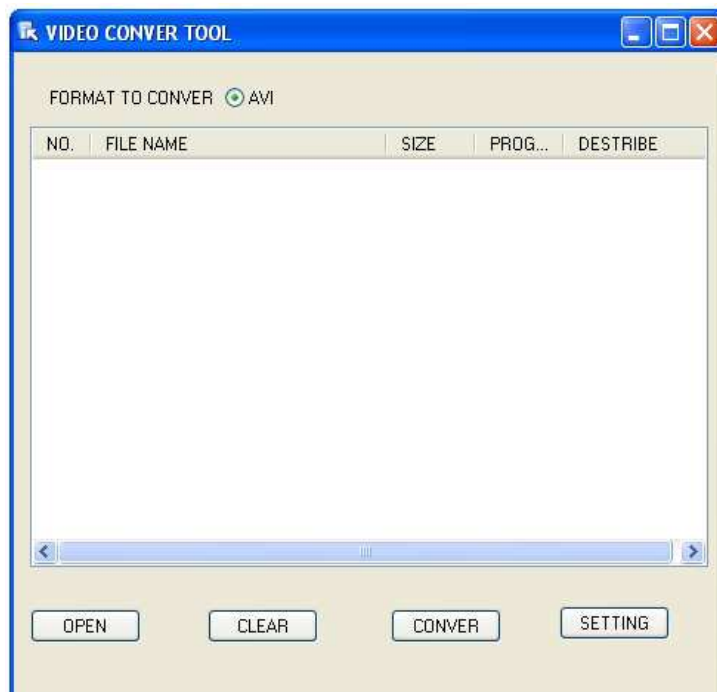 VIDEO CONVER TOOL
FORMAT TO CONVER AVI
NO. FILE NAME SIZE PROG... DESTRIBE
OPEN CLEAR CONVER SETTING